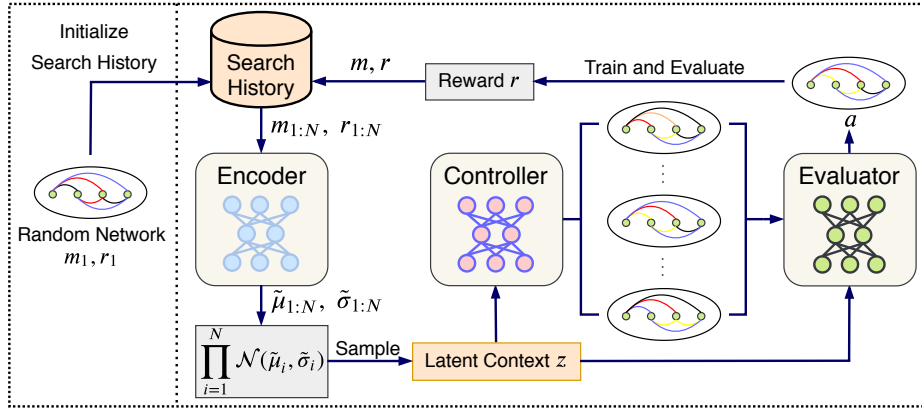 Initialize
Search History
Random Network
m₁, r₁
Search
History
m, r
Reward r
Train and Evaluate
a
m₁:N, r₁:N
Encoder
Controller
Evaluator
μ̃₁:N, σ̃₁:N
∏ᵢ₌₁ᴺ 𝒩(μ̃ᵢ, σ̃ᵢ)
Sample
Latent Context z